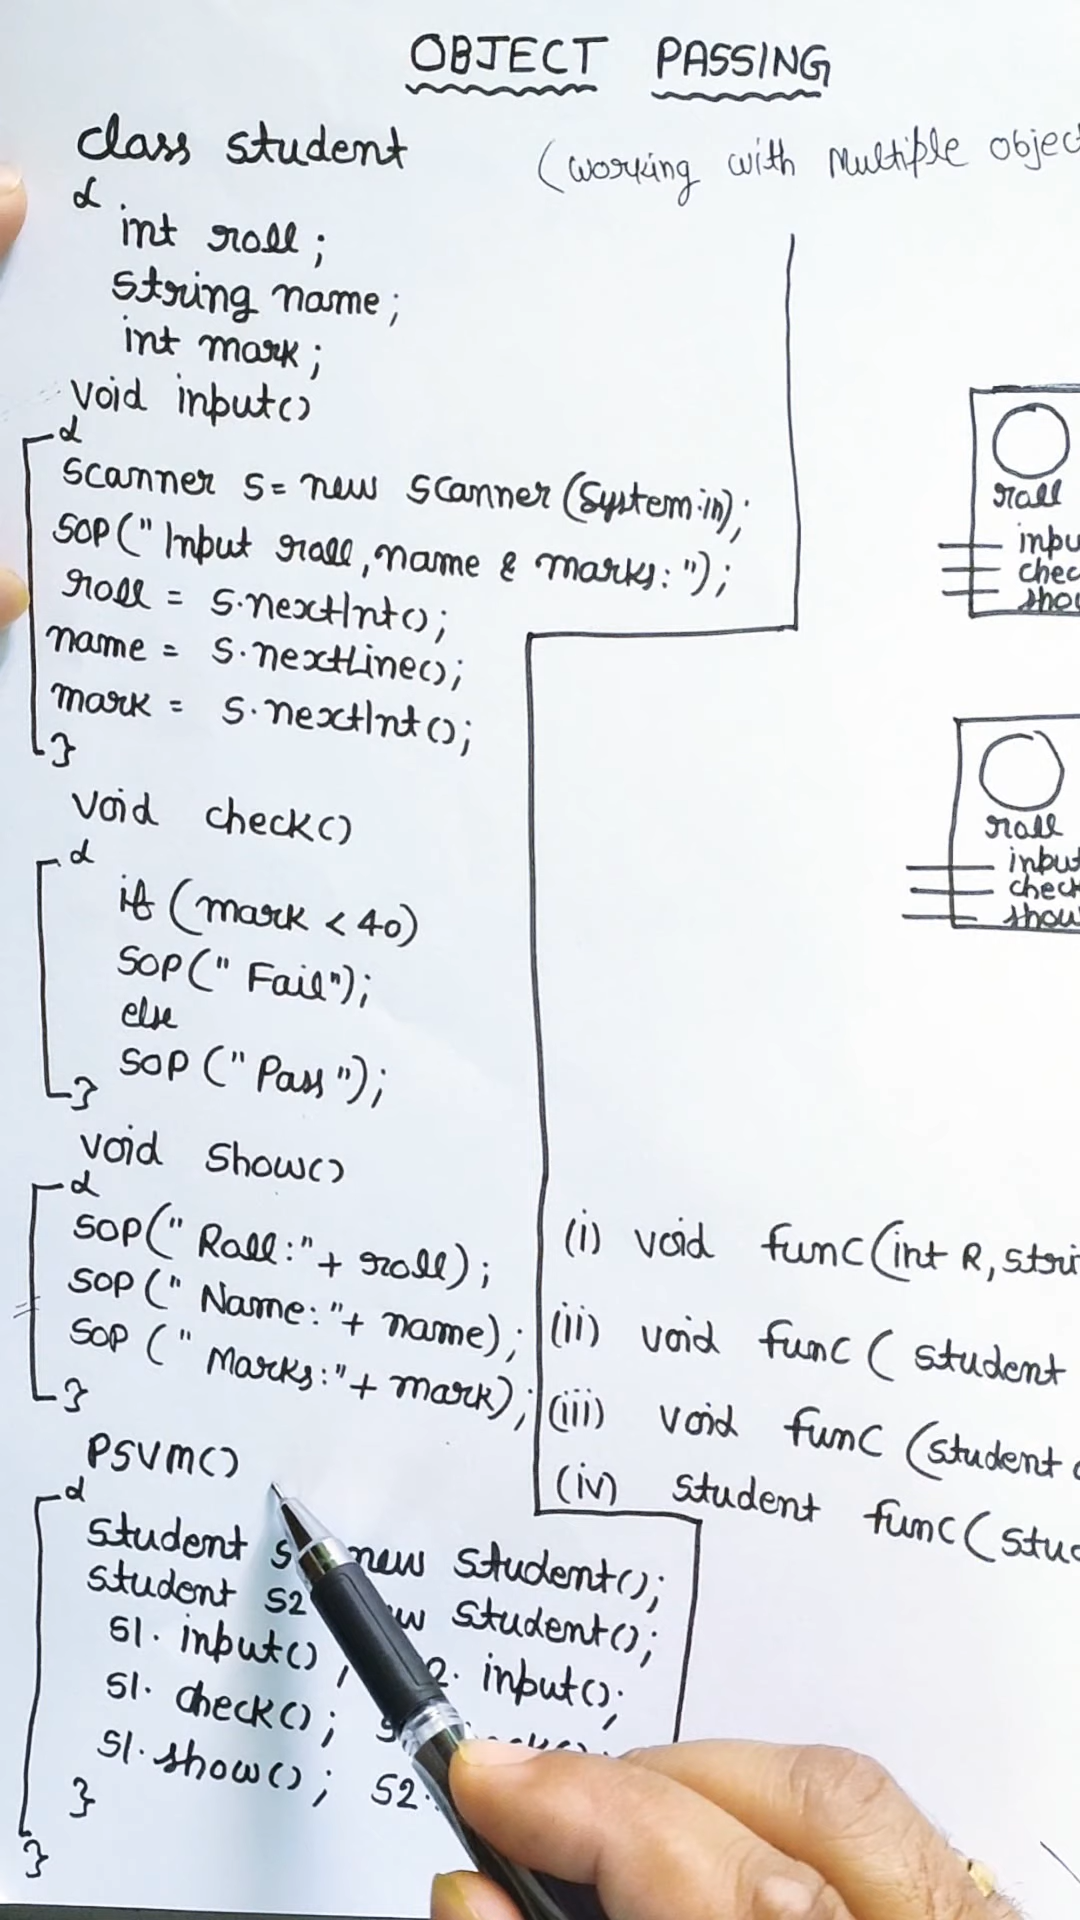 OBJECT PASSING
class student
(working with Multiple objec
{
int roll;
string name;
int mark;
void input()
{
scanner s= new scanner(System.in);
SOP(" Input roll, name & marks: ");
roll = s.nextInt();
name = s.nextLine();
mark = s.nextInt();
}
void check()
{
if (mark < 40)
SOP(" Fail");
else
SOP (" Pass ");
}
void show()
{
SOP(" Roll:"+ roll);
SOP (" Name:"+ name);
SOP (" Marks:"+ mark);
}
PSVM()
{
student new student();
student S2 student();
S1. input(); input();
S1. check();
S1. show(); S2.
}
}
roll
inpu
chec
sho
roll
input
check
show
(i) void func(int R, stri
(ii) void func ( student
(iii) void func (student
(iv) student func(stu